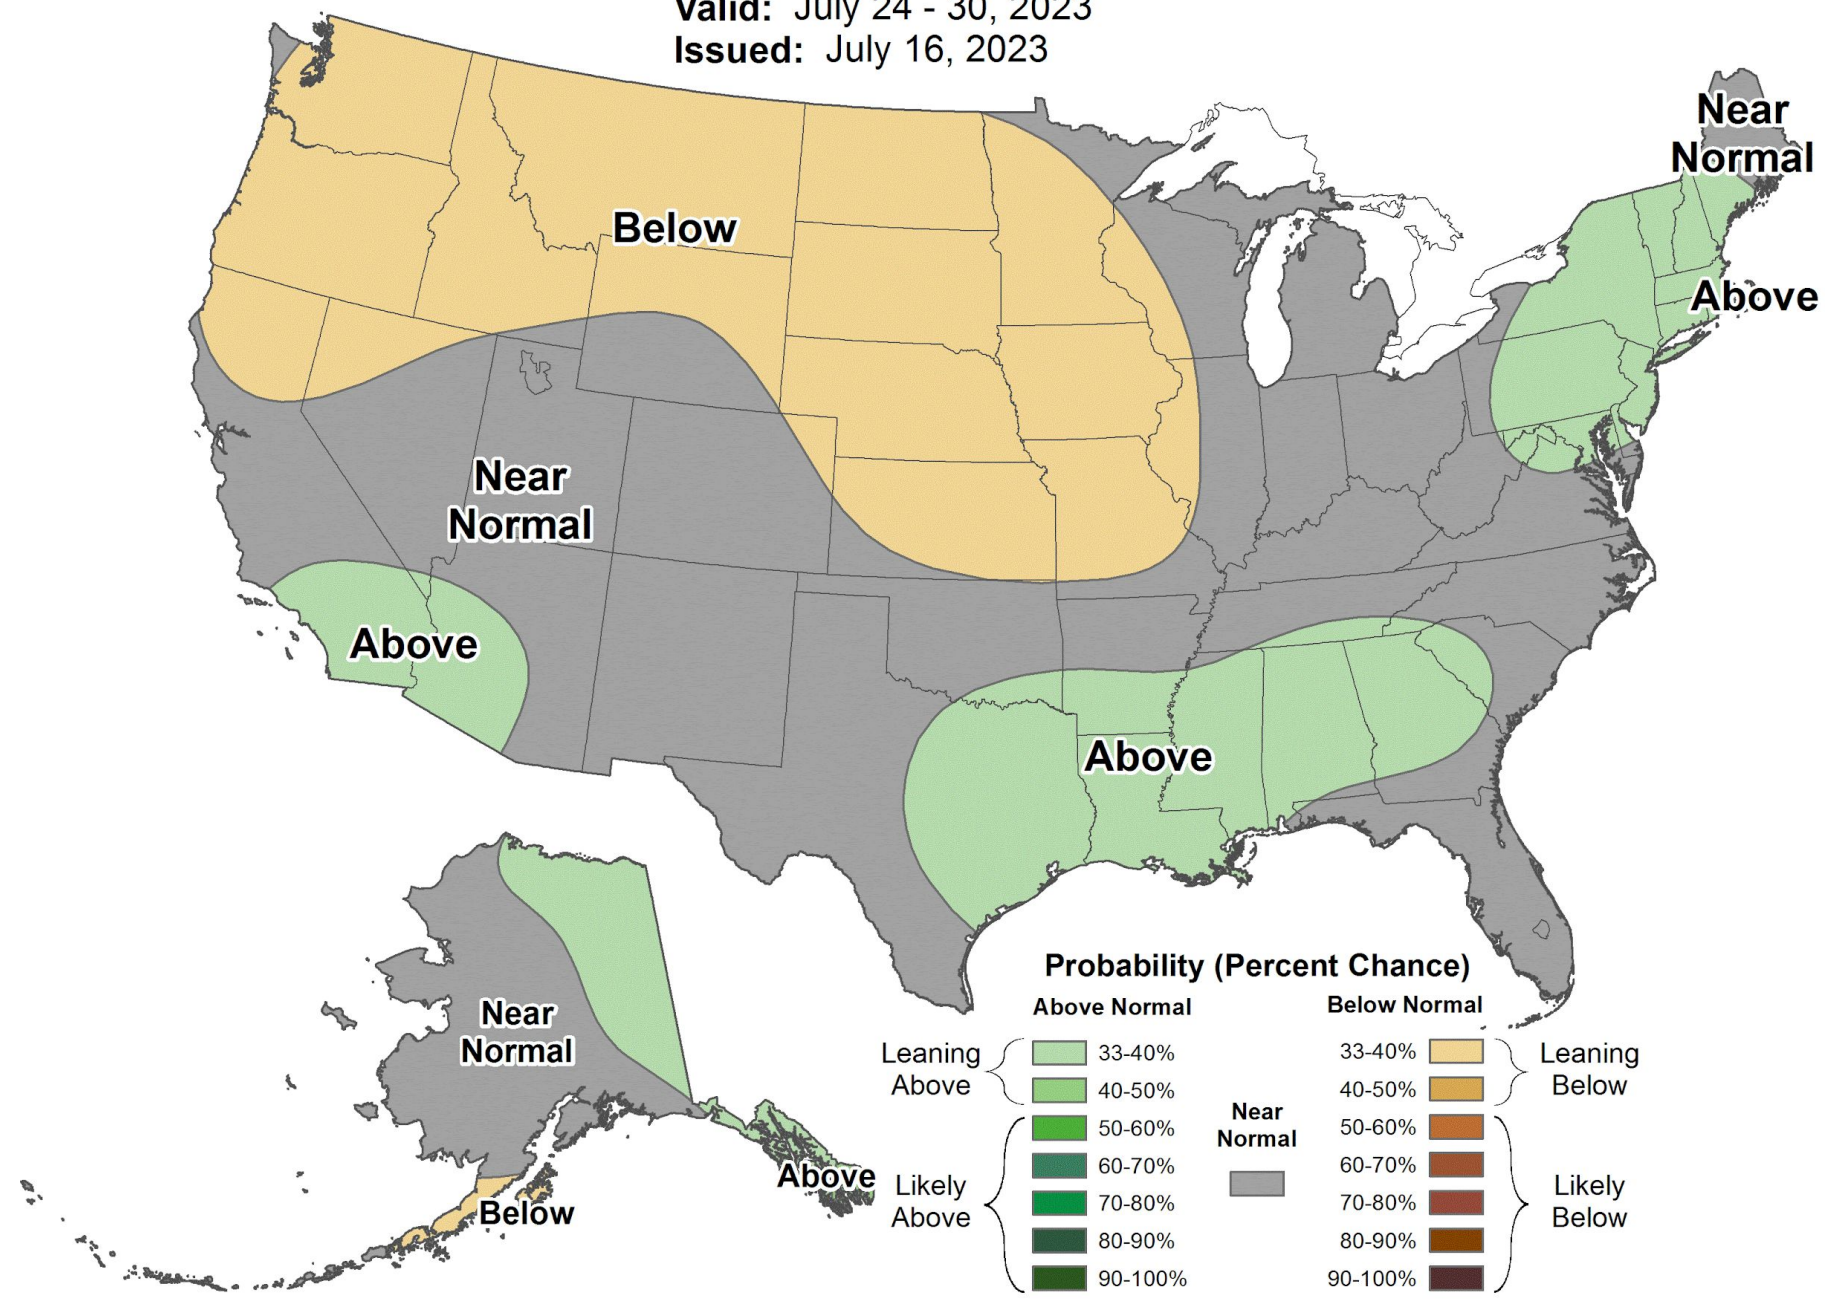 Valid: July 24 - 30, 2023
Issued: July 16, 2023
Near
Normal
Below
Above
Near
Normal
Above
Above
Near
Normal
Above
Below
Probability (Percent Chance)
Above Normal
Below Normal
Leaning
Above
33-40%
40-50%
Likely
Above
50-60%
60-70%
70-80%
80-90%
90-100%
Near
Normal
33-40%
40-50%
Leaning
Below
50-60%
60-70%
70-80%
80-90%
90-100%
Likely
Below